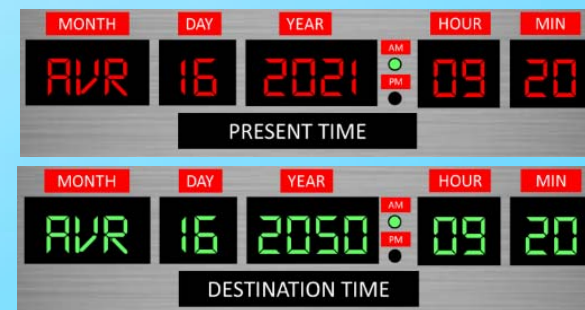 MONTH DAY YEAR HOUR MIN
AM
AVR 16 2021 09 20
PM
PRESENT TIME
MONTH DAY YEAR HOUR MIN
AM
AVR 16 2050 09 20
PM
DESTINATION TIME